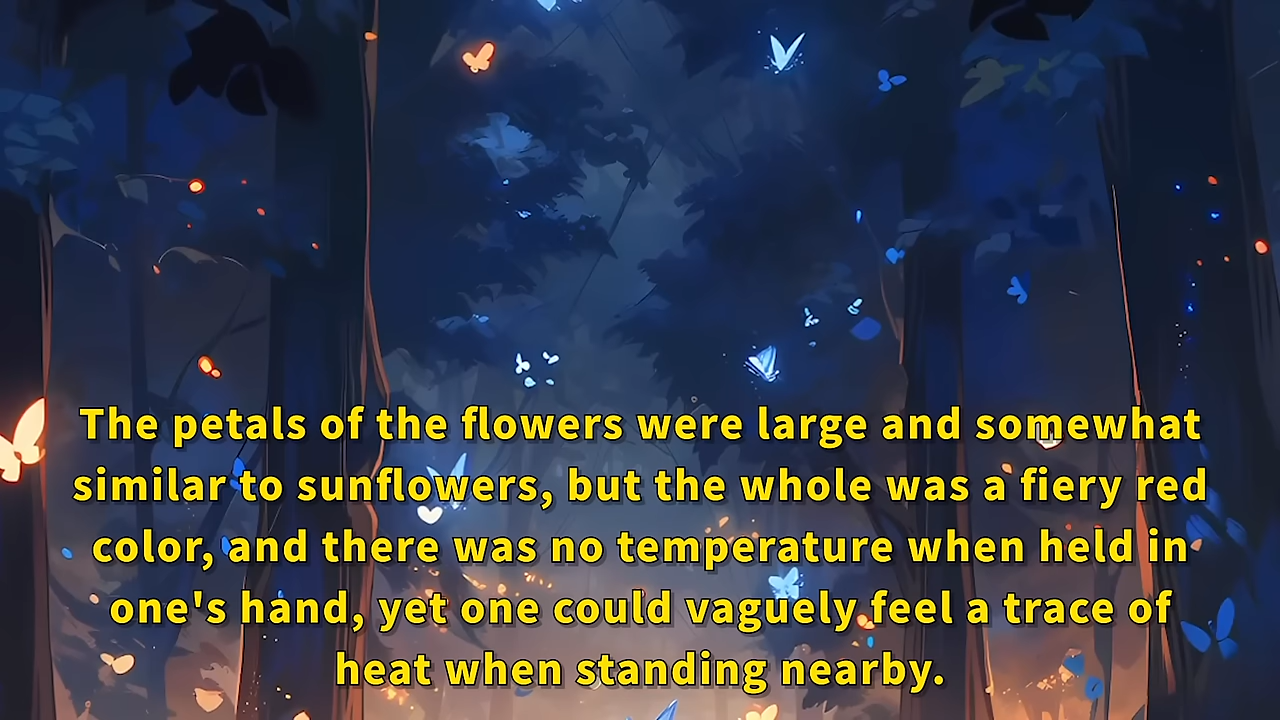 The petals of the flowers were large and somewhat
similar to sunflowers, but the whole was a fiery red
color, and there was no temperature when held in
one's hand, yet one could vaguely feel a trace of
heat when standing nearby.